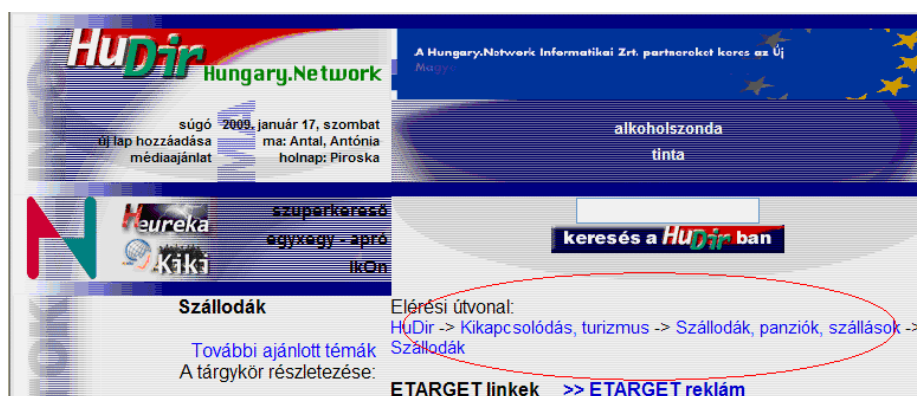 HuDir
Hungary.Network
A Hungary.Network Informatikai Zrt. partnereket keres az Új
Magyar
súgó 2009. január 17, szombat
új lap hozzáadása ma: Antal, Antónia
médiaajánlat holnap: Piroska
alkoholszonda
tinta
Heureka
Kiki
szuperkereső
egyxegy - apró
IkOn
keresés a HuDir ban
Szállodák
További ajánlott témák
A tárgykör részletezése:
Elérési útvonal:
HuDir -> Kikapcsolódás, turizmus -> Szállodák, panziók, szállások ->
Szállodák
ETARGET linkek >> ETARGET reklám